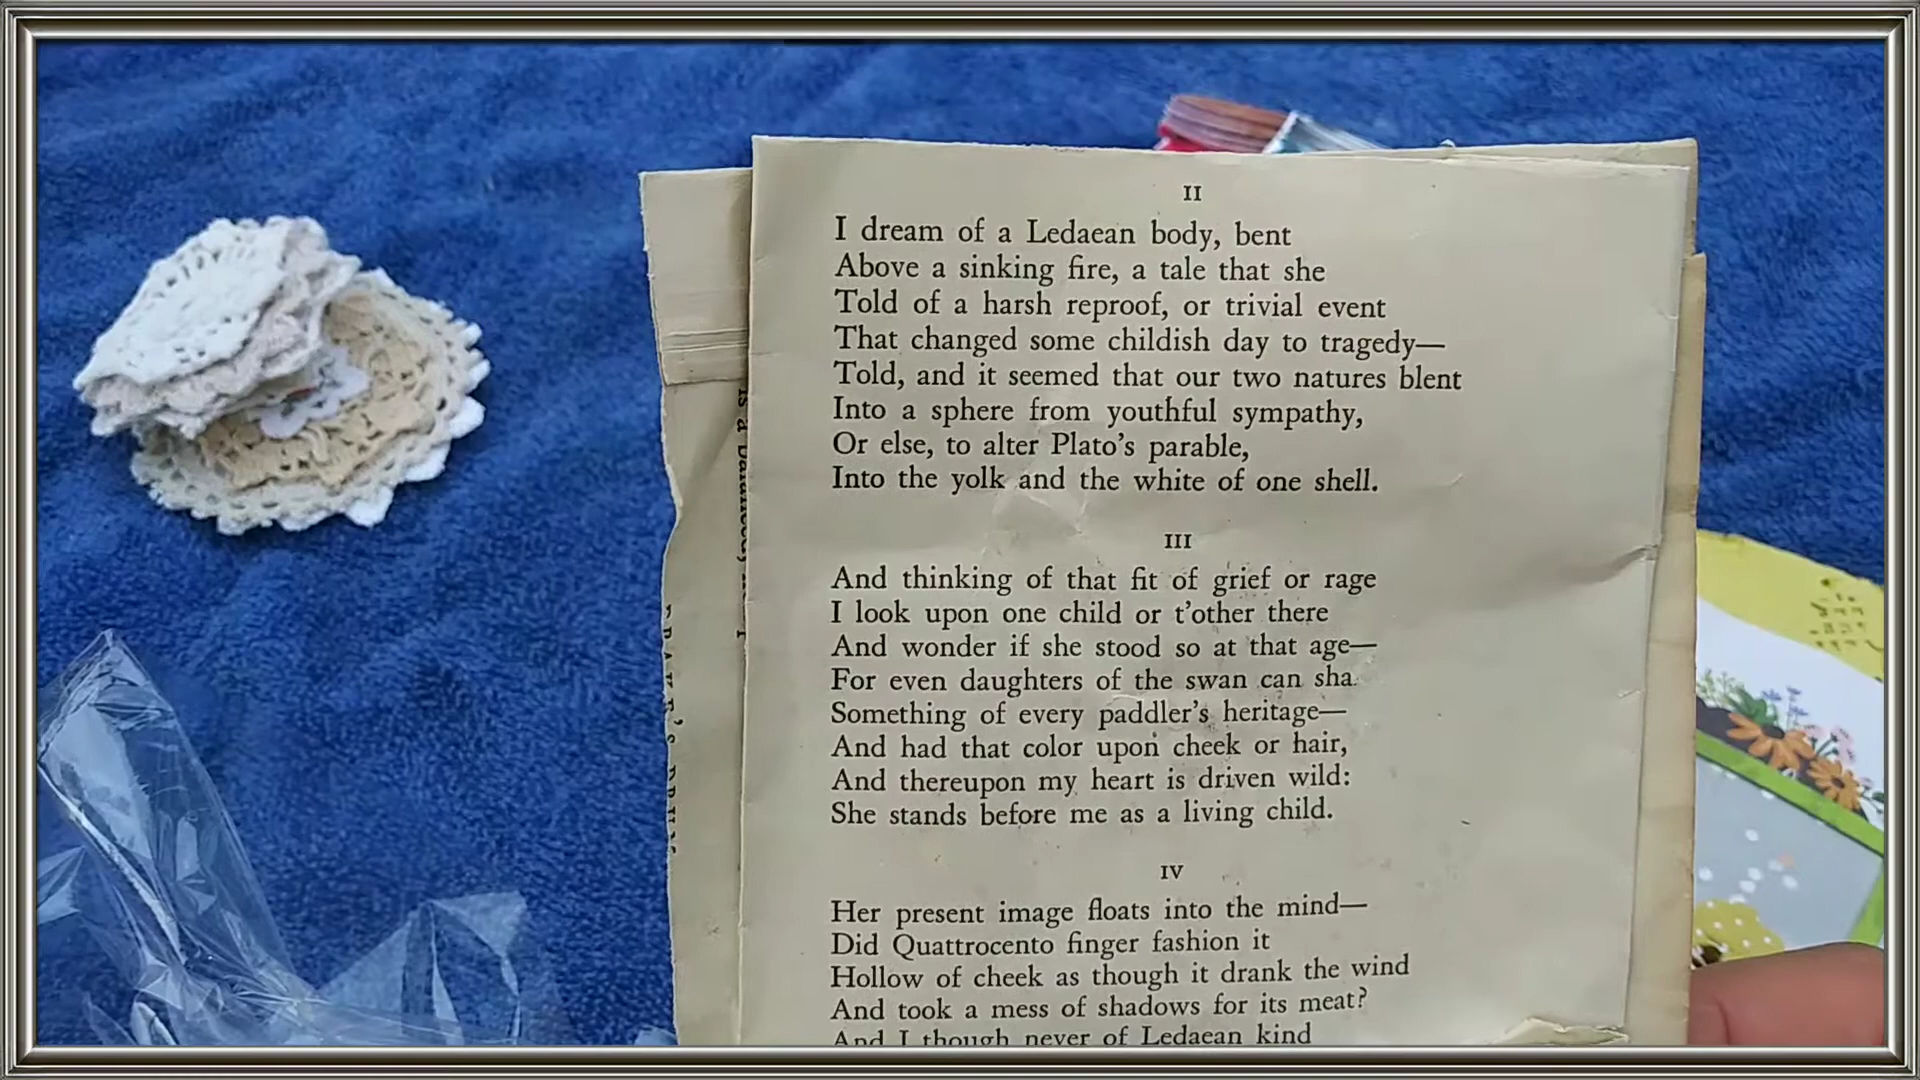 II
I dream of a Ledaean body, bent
Above a sinking fire, a tale that she
Told of a harsh reproof, or trivial event
That changed some childish day to tragedy—
Told, and it seemed that our two natures blent
Into a sphere from youthful sympathy,
Or else, to alter Plato's parable,
Into the yolk and the white of one shell.
III
And thinking of that fit of grief or rage
I look upon one child or t'other there
And wonder if she stood so at that age—
For even daughters of the swan can sha
Something of every paddler's heritage—
And had that color upon cheek or hair,
And thereupon my heart is driven wild:
She stands before me as a living child.
IV
Her present image floats into the mind—
Did Quattrocento finger fashion it
Hollow of cheek as though it drank the wind
And took a mess of shadows for its meat?
And I though never of Ledaean kind